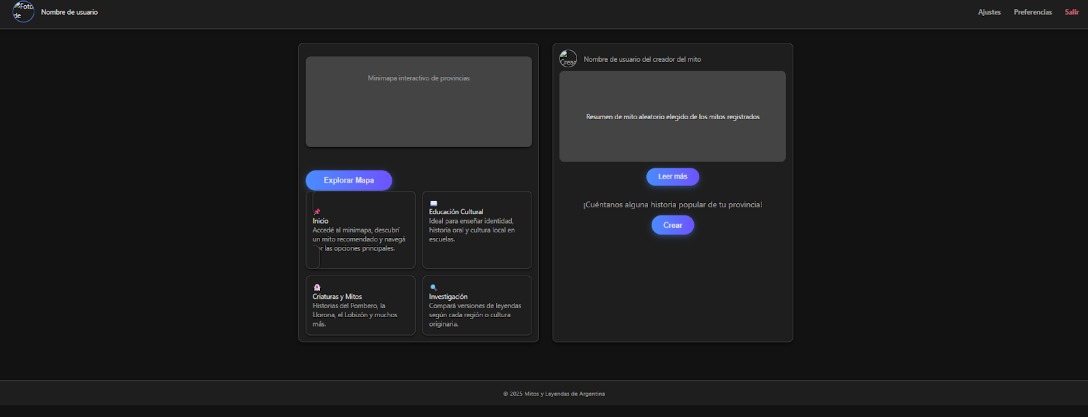 Foto de
Nombre de usuario
Ajustes Preferencias Salir
Minimapa interactivo de provincias
Explorar Mapa
Inicio
Accedé al minimapa, descubrí
un mito recomendado y navegá
las opciones principales.
Educación Cultural
Ideal para enseñar identidad,
historia oral y cultura local en
escuelas.
Criaturas y Mitos
Historias del Pombero, la
Llorona, el Lobizón y muchos
más.
Investigación
Compará versiones de leyendas
según cada región o cultura
originaria.
Nombre de usuario del creador del mito
Resumen de mito aleatorio elegido de los mitos registrados
Leer más
¡Cuéntanos alguna historia popular de tu provincia!
Crear
© 2025 Mitos y Leyendas de Argentina